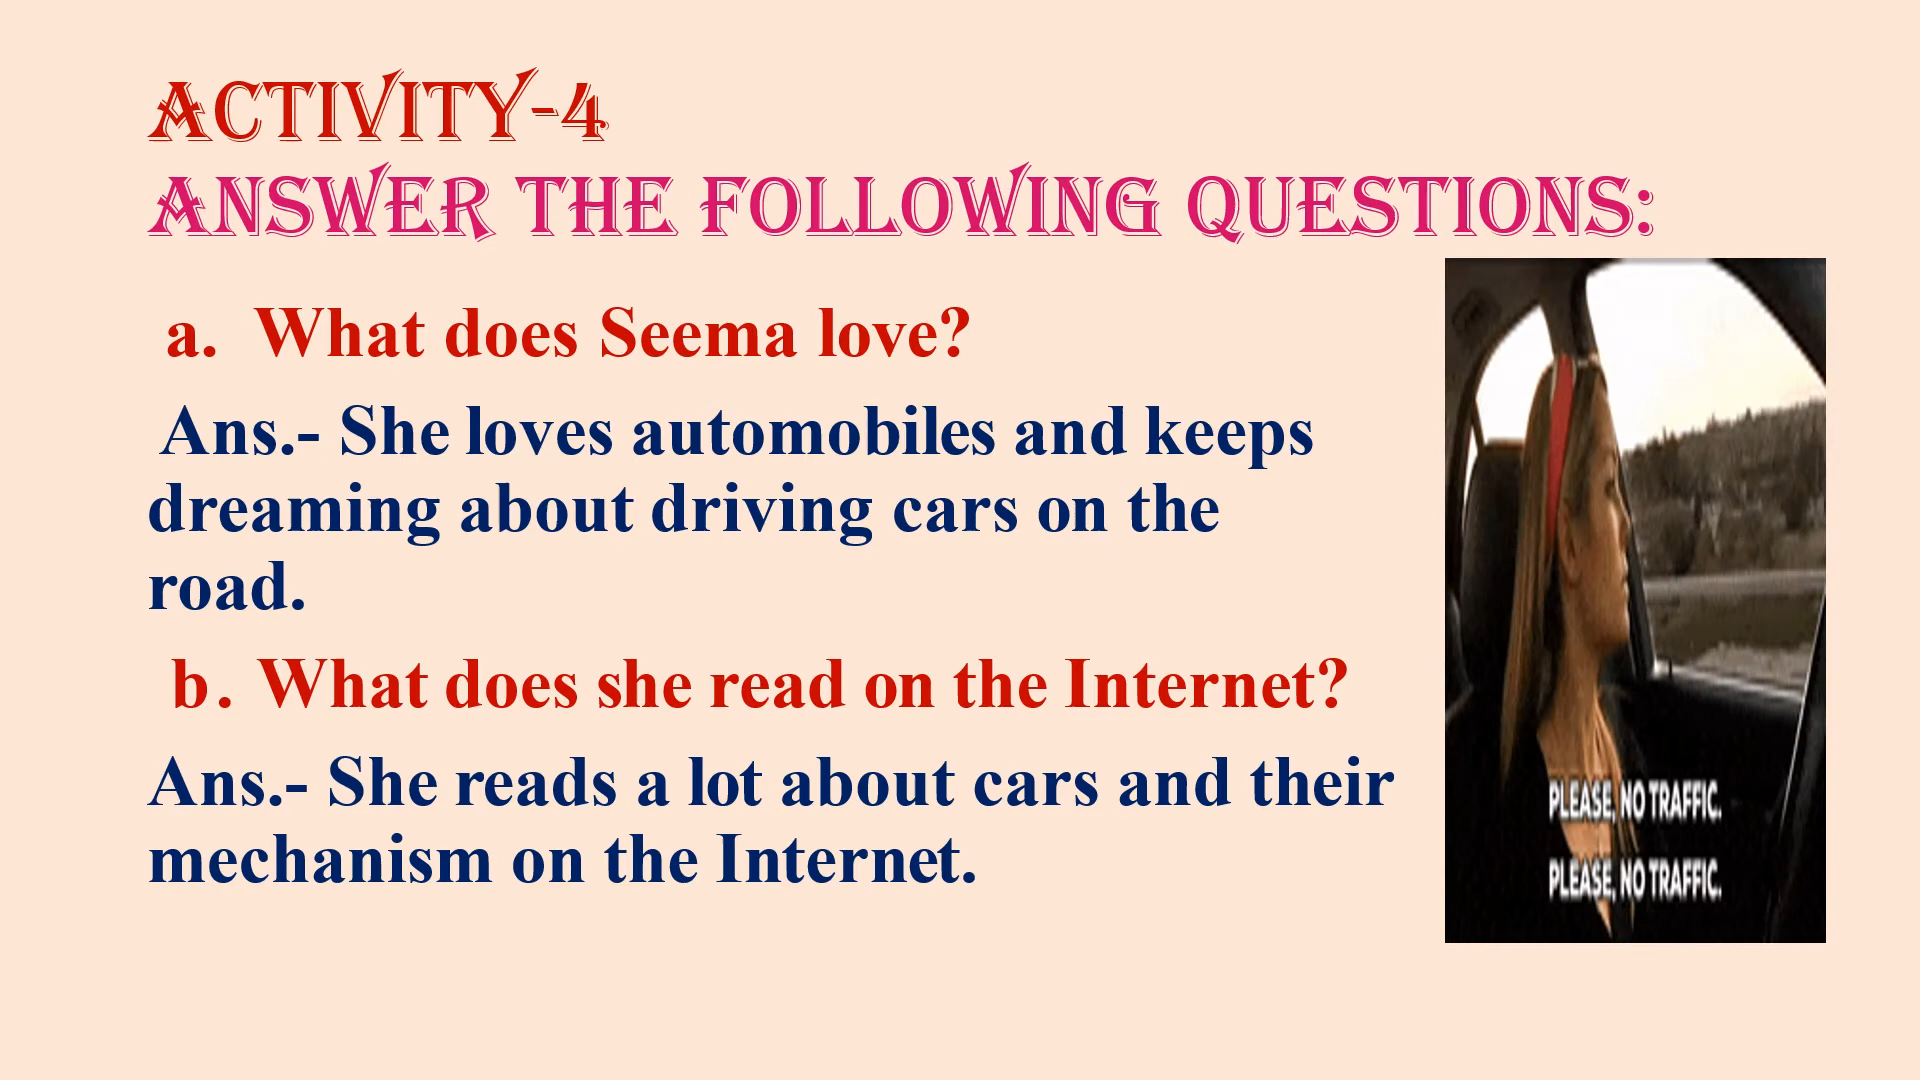 ACTIVITY-4
ANSWER THE FOLLOWING QUESTIONS:
a. What does Seema love?
Ans.- She loves automobiles and keeps
dreaming about driving cars on the
road.
b. What does she read on the Internet?
Ans.- She reads a lot about cars and their
mechanism on the Internet.
PLEASE, NO TRAFFIC.
PLEASE, NO TRAFFIC.